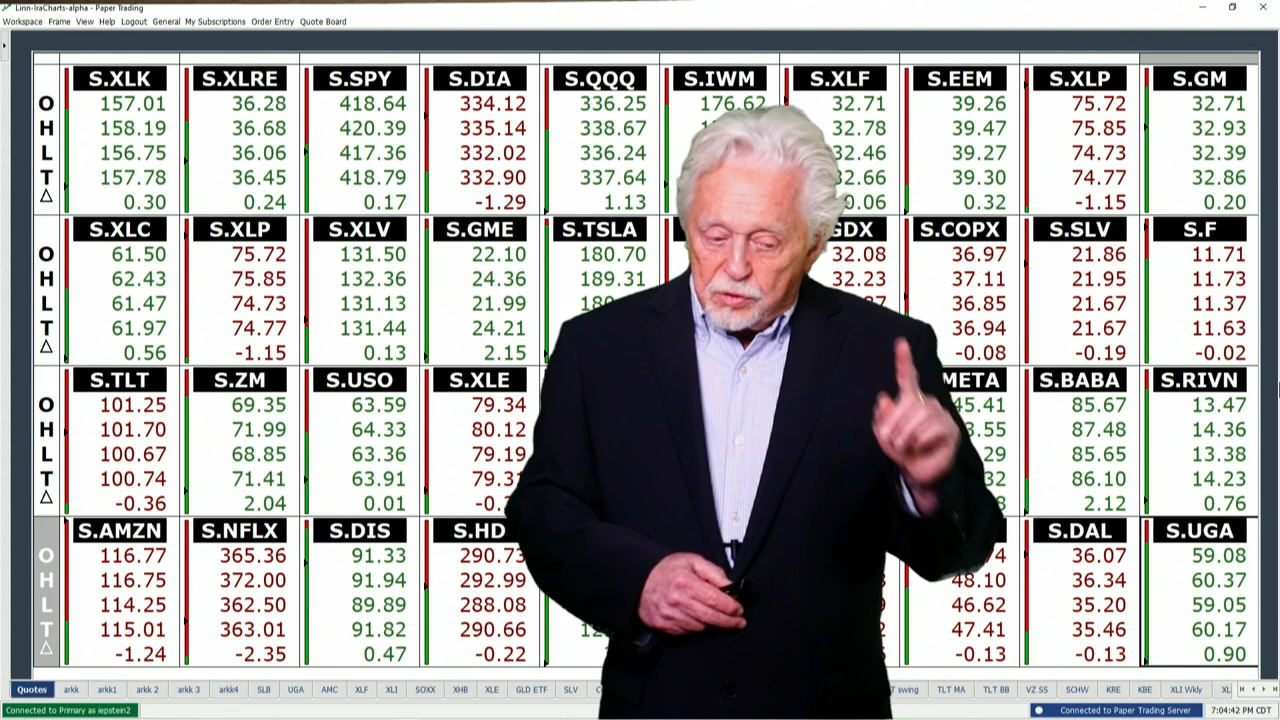 Linn-IraCharts-alpha - Paper Trading
Workspace Frame View Help Logout General My Subscriptions Order Entry Quote Board
S.XLK S.XLRE S.SPY S.DIA S.QQQ S.IWM S.XLF S.EEM S.XLP S.GM
O 157.01 36.28 418.64 334.12 336.25 176.62 32.71 39.26 75.72 32.71
H 158.19 36.68 420.39 335.14 338.67 32.78 39.47 75.85 32.93
L 156.75 36.06 417.36 332.02 336.24 39.27 74.73 32.39
T 157.78 36.45 418.79 332.90 337.64 39.30 74.77 32.86
△ 0.30 0.24 0.17 -1.29 1.13 0.32 -1.15 0.20
S.XLC S.XLP S.XLV S.GME S.TSLA S.COPX S.SLV S.F
O 61.50 75.72 131.50 22.10 180.70 32.08 36.97 21.86 11.71
H 62.43 75.85 132.36 24.36 189.31 32.23 37.11 21.95 11.73
L 61.47 74.73 131.13 21.99 36.85 21.67 11.37
T 61.97 74.77 131.44 24.21 36.94 21.67 11.63
△ 0.56 -1.15 0.13 2.15 -0.08 -0.19 -0.02
S.TLT S.ZM S.USO S.XLE META S.BABA S.RIVN
O 101.25 69.35 63.59 79.34 85.67 13.47
H 101.70 71.99 64.33 80.12 87.48 14.36
L 100.67 68.85 63.36 79.19 85.65 13.38
T 100.74 71.41 63.91 79.31 86.10 14.23
△ -0.36 2.04 0.01 2.12 0.76
S.AMZN S.NFLX S.DIS S.HD S.DAL S.UGA
O 116.77 365.36 91.33 290.73 36.07 59.08
H 116.75 372.00 91.94 292.99 48.10 36.34 60.37
L 114.25 362.50 89.89 288.08 46.62 35.20 59.05
T 115.01 363.01 91.82 290.66 47.41 35.46 60.17
△ -1.24 -2.35 0.47 -0.22 -0.13 -0.13 0.90
Quotes arkk arkk1 arkk 2 arkk 3 arkk4 SLB UGA AMC XLF XLI SOXX XHB XLE GLD ETF SLV swing TLT MA TLT BB VZ SS SCHW KRE KBE XLI Wkly XL
Connected to Primary as iepstein2 Connected to Paper Trading Server 7:04:42 PM CDT